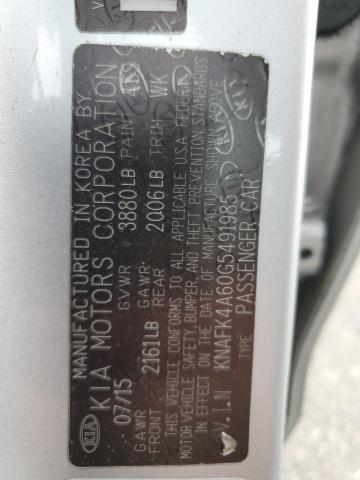 KIA
MANUFACTURED IN KOREA BY
KIA MOTORS CORPORATION
07/15 GVWR 3880LB PAINT
GAWR FRONT 2161LB GAWR REAR 2006LB TRIM WK
THIS VEHICLE CONFORMS TO ALL APPLICABLE U.S.A. FEDERAL
MOTOR VEHICLE SAFETY, BUMPER, AND THEFT PREVENTION STANDARDS
IN EFFECT ON THE DATE OF MANUFACTURE SHOWN ABOVE
V.I.N KNAFK4A60G5491985
TYPE PASSENGER CAR